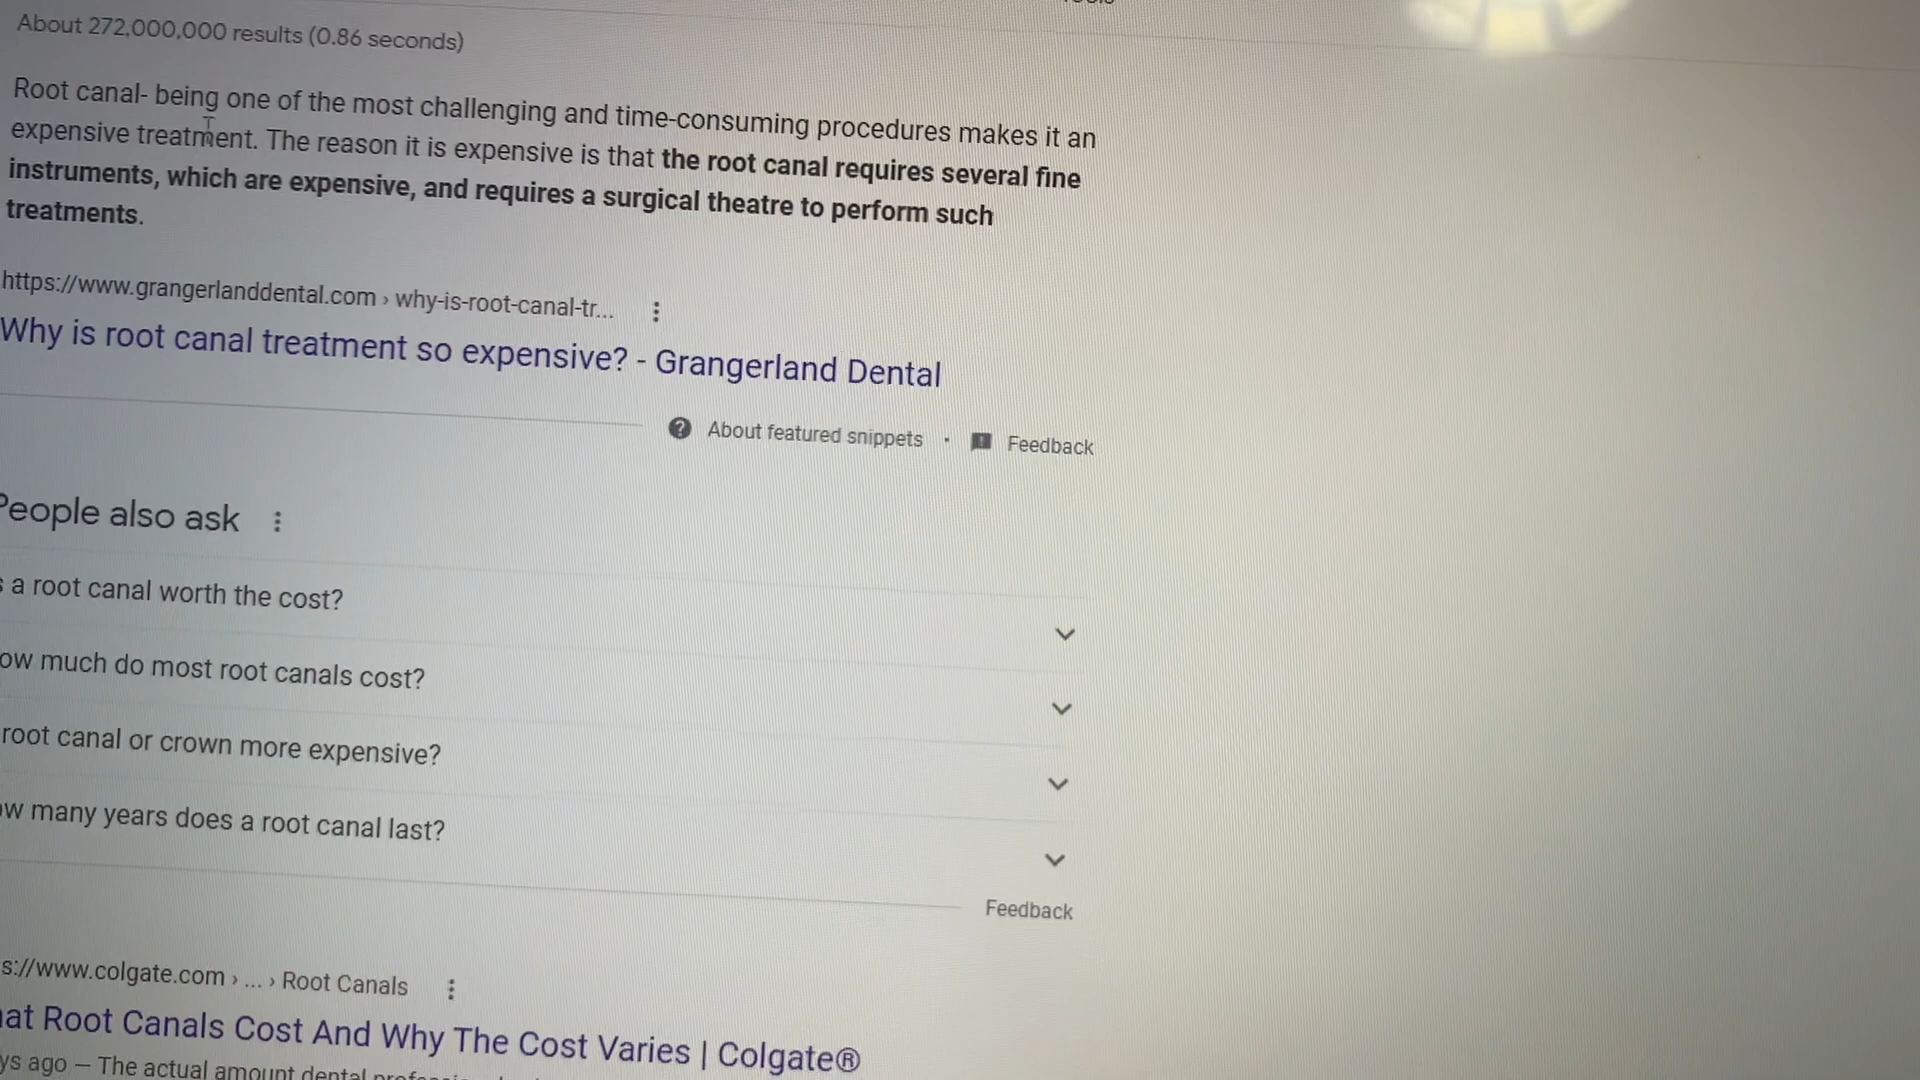 About 272,000,000 results (0.86 seconds)
Root canal- being one of the most challenging and time-consuming procedures makes it an
expensive treatment. The reason it is expensive is that the root canal requires several fine
instruments, which are expensive, and requires a surgical theatre to perform such
treatments.
https://www.grangerlanddental.com › why-is-root-canal-tr...
Why is root canal treatment so expensive? - Grangerland Dental
About featured snippets · Feedback
People also ask
a root canal worth the cost?
ow much do most root canals cost?
root canal or crown more expensive?
ow many years does a root canal last?
Feedback
s://www.colgate.com › ... › Root Canals
at Root Canals Cost And Why The Cost Varies | Colgate®
ys ago — The actual amount dental